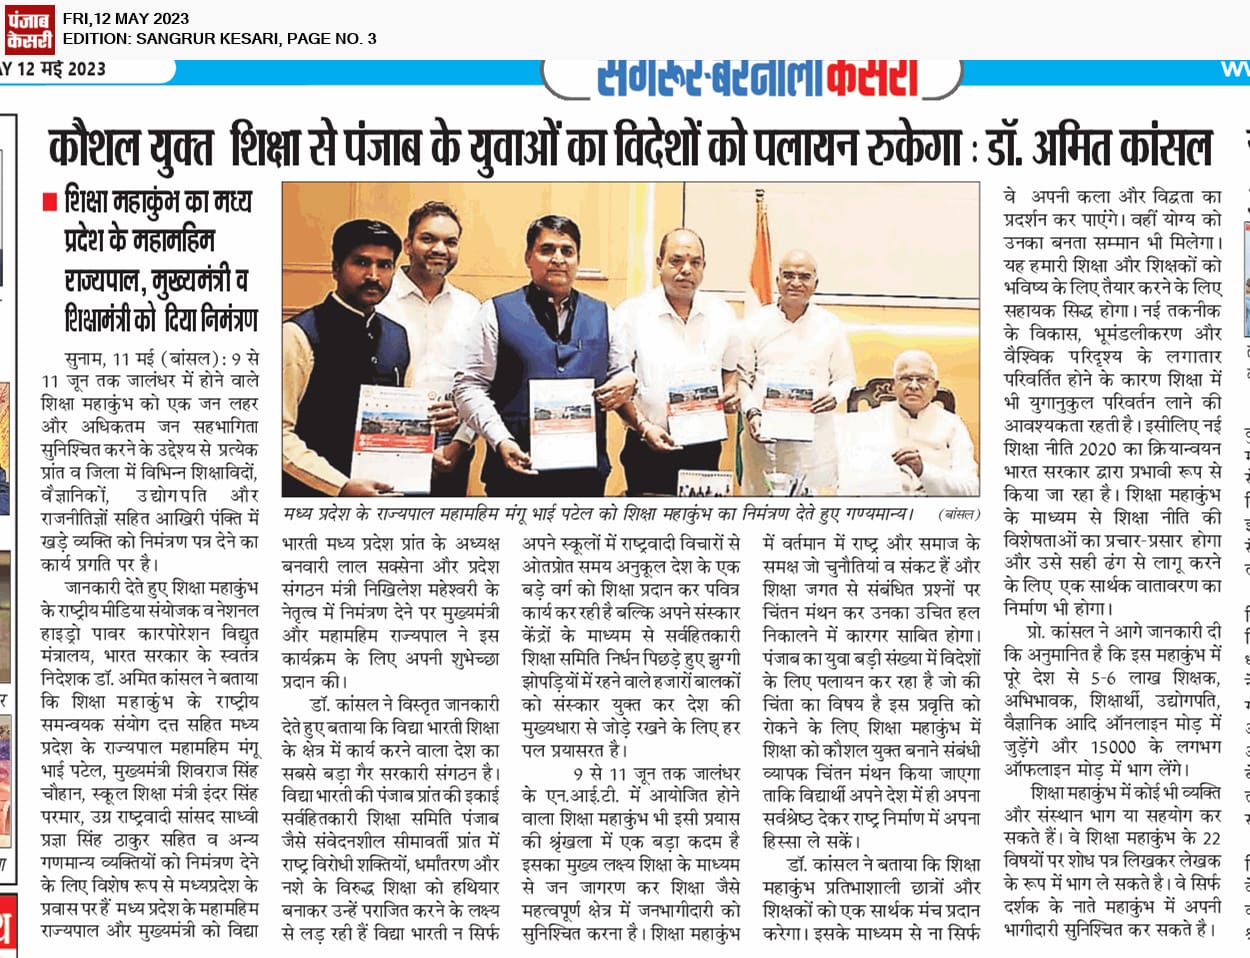 पंजाब
केसरी
FRI,12 MAY 2023
EDITION: SANGRUR KESARI, PAGE NO. 3
AY 12 मई 2023
संगरूर-बरनाला केसरी
ww
कौशल युक्त शिक्षा से पंजाब के युवाओं का विदेशों को पलायन रुकेगा : डॉ. अमित कांसल
शिक्षा महाकुंभ का मध्य
प्रदेश के महामहिम
राज्यपाल, मुख्यमंत्री व
शिक्षामंत्री को दिया निमंत्रण
सुनाम, 11 मई (बांसल): 9 से
11 जून तक जालंधर में होने वाले
शिक्षा महाकुंभ को एक जन लहर
और अधिकतम जन सहभागिता
सुनिश्चित करने के उद्देश्य से प्रत्येक
प्रांत व जिला में विभिन्न शिक्षाविदों,
वैज्ञानिकों, उद्योगपति और
राजनीतिज्ञों सहित आखिरी पंक्ति में
खड़े व्यक्ति को निमंत्रण पत्र देने का
कार्य प्रगति पर है।
जानकारी देते हुए शिक्षा महाकुंभ
के राष्ट्रीय मीडिया संयोजक व नेशनल
हाइड्रो पावर कारपोरेशन विद्युत
मंत्रालय, भारत सरकार के स्वतंत्र
निदेशक डॉ. अमित कांसल ने बताया
कि शिक्षा महाकुंभ के राष्ट्रीय
समन्वयक संयोग दत्त सहित मध्य
प्रदेश के राज्यपाल महामहिम मंगू
भाई पटेल, मुख्यमंत्री शिवराज सिंह
चौहान, स्कूल शिक्षा मंत्री इंदर सिंह
परमार, उग्र राष्ट्रवादी सांसद साध्वी
प्रज्ञा सिंह ठाकुर सहित व अन्य
गणमान्य व्यक्तियों को निमंत्रण देने
के लिए विशेष रूप से मध्यप्रदेश के
प्रवास पर हैं मध्य प्रदेश के महामहिम
राज्यपाल और मुख्यमंत्री को विद्या
मध्य प्रदेश के राज्यपाल महामहिम मंगू भाई पटेल को शिक्षा महाकुंभ का निमंत्रण देते हुए गण्यमान्य। (बांसल)
भारती मध्य प्रदेश प्रांत के अध्यक्ष
बनवारी लाल सक्सेना और प्रदेश
संगठन मंत्री निखिलेश महेश्वरी के
नेतृत्व में निमंत्रण देने पर मुख्यमंत्री
और महामहिम राज्यपाल ने इस
कार्यक्रम के लिए अपनी शुभेच्छा
प्रदान की।
डॉ. कांसल ने विस्तृत जानकारी
देते हुए बताया कि विद्या भारती शिक्षा
के क्षेत्र में कार्य करने वाला देश का
सबसे बड़ा गैर सरकारी संगठन है।
विद्या भारती की पंजाब प्रांत की इकाई
सर्वहितकारी शिक्षा समिति पंजाब
जैसे संवेदनशील सीमावर्ती प्रांत में
राष्ट्र विरोधी शक्तियों, धर्मांतरण और
नशे के विरुद्ध शिक्षा को हथियार
बनाकर उन्हें पराजित करने के लक्ष्य
से लड़ रही हैं विद्या भारती न सिर्फ
अपने स्कूलों में राष्ट्रवादी विचारों से
ओतप्रोत समय अनुकूल देश के एक
बड़े वर्ग को शिक्षा प्रदान कर पवित्र
कार्य कर रही है बल्कि अपने संस्कार
केंद्रों के माध्यम से सर्वहितकारी
शिक्षा समिति निर्धन पिछड़े हुए झुग्गी
झोपड़ियों में रहने वाले हजारों बालकों
को संस्कार युक्त कर देश की
मुख्यधारा से जोड़े रखने के लिए हर
पल प्रयासरत है।
9 से 11 जून तक जालंधर
के एन.आई.टी. में आयोजित होने
वाला शिक्षा महाकुंभ भी इसी प्रयास
की श्रृंखला में एक बड़ा कदम है
इसका मुख्य लक्ष्य शिक्षा के माध्यम
से जन जागरण कर शिक्षा जैसे
महत्वपूर्ण क्षेत्र में जनभागीदारी को
सुनिश्चित करना है। शिक्षा महाकुंभ
में वर्तमान में राष्ट्र और समाज के
समक्ष जो चुनौतियां व संकट हैं और
शिक्षा जगत से संबंधित प्रश्नों पर
चिंतन मंथन कर उनका उचित हल
निकालने में कारगर साबित होगा।
पंजाब का युवा बड़ी संख्या में विदेशों
के लिए पलायन कर रहा है जो की
चिंता का विषय है इस प्रवृत्ति को
रोकने के लिए शिक्षा महाकुंभ में
शिक्षा को कौशल युक्त बनाने संबंधी
व्यापक चिंतन मंथन किया जाएगा
ताकि विद्यार्थी अपने देश में ही अपना
सर्वश्रेष्ठ देकर राष्ट्र निर्माण में अपना
हिस्सा ले सकें।
डॉ. कांसल ने बताया कि शिक्षा
महाकुंभ प्रतिभाशाली छात्रों और
शिक्षकों को एक सार्थक मंच प्रदान
करेगा। इसके माध्यम से ना सिर्फ
वे अपनी कला और विद्वता का
प्रदर्शन कर पाएंगे। वहीं योग्य को
उनका बनता सम्मान भी मिलेगा।
यह हमारी शिक्षा और शिक्षकों को
भविष्य के लिए तैयार करने के लिए
सहायक सिद्ध होगा। नई तकनीक
के विकास, भूमंडलीकरण और
वैश्विक परिदृश्य के लगातार
परिवर्तित होने के कारण शिक्षा में
भी युगानुकुल परिवर्तन लाने की
आवश्यकता रहती है। इसीलिए नई
शिक्षा नीति 2020 का क्रियान्वयन
भारत सरकार द्वारा प्रभावी रूप से
किया जा रहा है। शिक्षा महाकुंभ
के माध्यम से शिक्षा नीति की
विशेषताओं का प्रचार-प्रसार होगा
और उसे सही ढंग से लागू करने
के लिए एक सार्थक वातावरण का
निर्माण भी होगा।
प्रो. कांसल ने आगे जानकारी दी
कि अनुमानित है कि इस महाकुंभ में
पूरे देश से 5-6 लाख शिक्षक,
अभिभावक, शिक्षार्थी, उद्योगपति,
वैज्ञानिक आदि ऑनलाइन मोड़ में
जुड़ेंगे और 15000 के लगभग
ऑफलाइन मोड़ में भाग लेंगे।
शिक्षा महाकुंभ में कोई भी व्यक्ति
और संस्थान भाग या सहयोग कर
सकते हैं। वे शिक्षा महाकुंभ के 22
विषयों पर शोध पत्र लिखकर लेखक
के रूप में भाग ले सकते है। वे सिर्फ
दर्शक के नाते महाकुंभ में अपनी
भागीदारी सुनिश्चित कर सकते है।